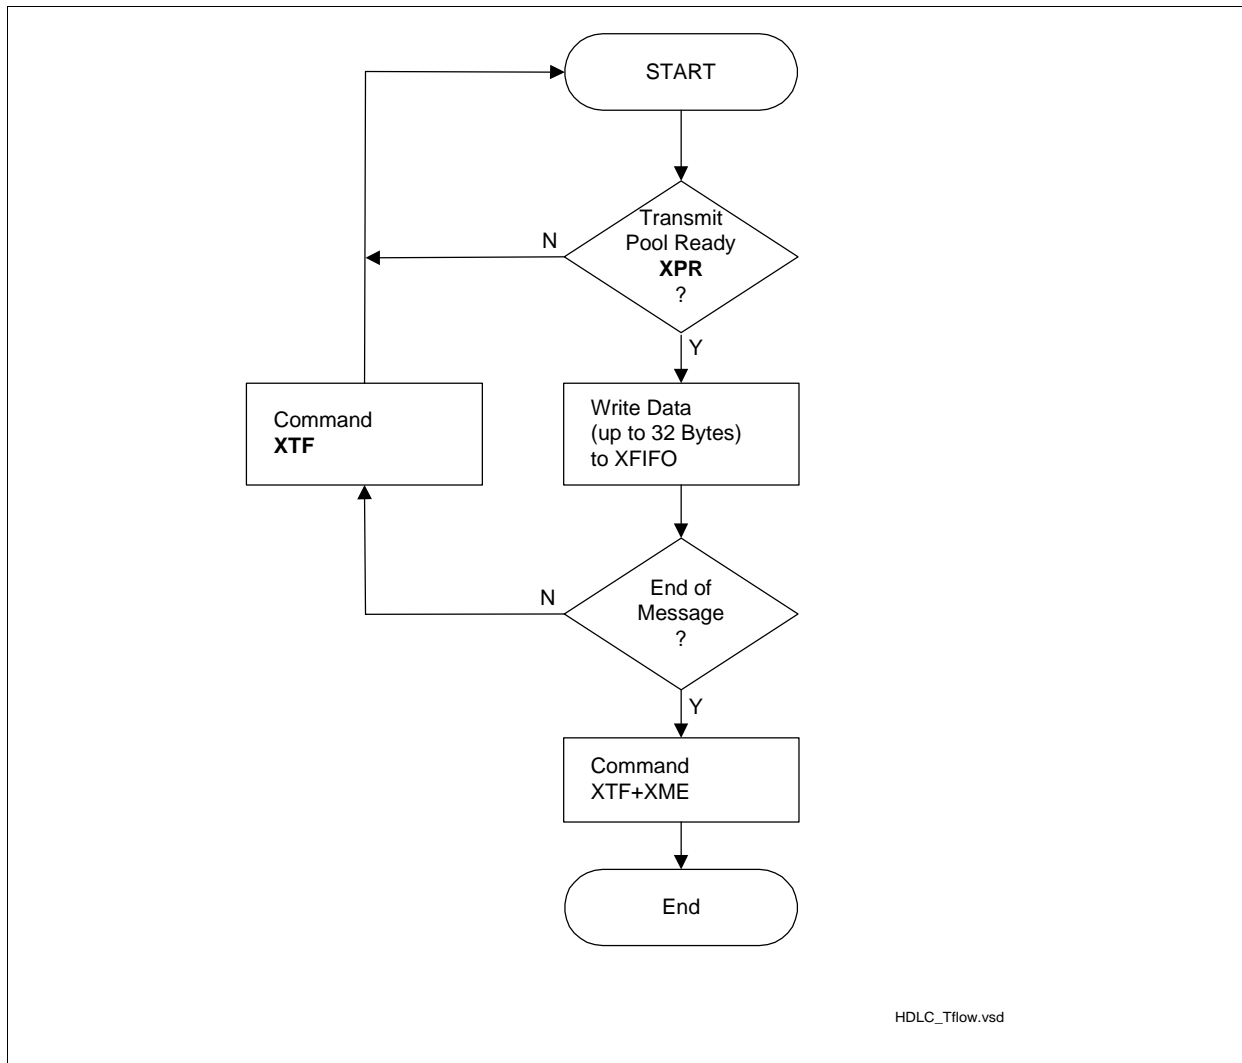 START
Transmit
Pool Ready
XPR
?
N
Y
Command
XTF
Write Data
(up to 32 Bytes)
to XFIFO
End of
Message
?
N
Y
Command
XTF+XME
End
HDLC_Tflow.vsd